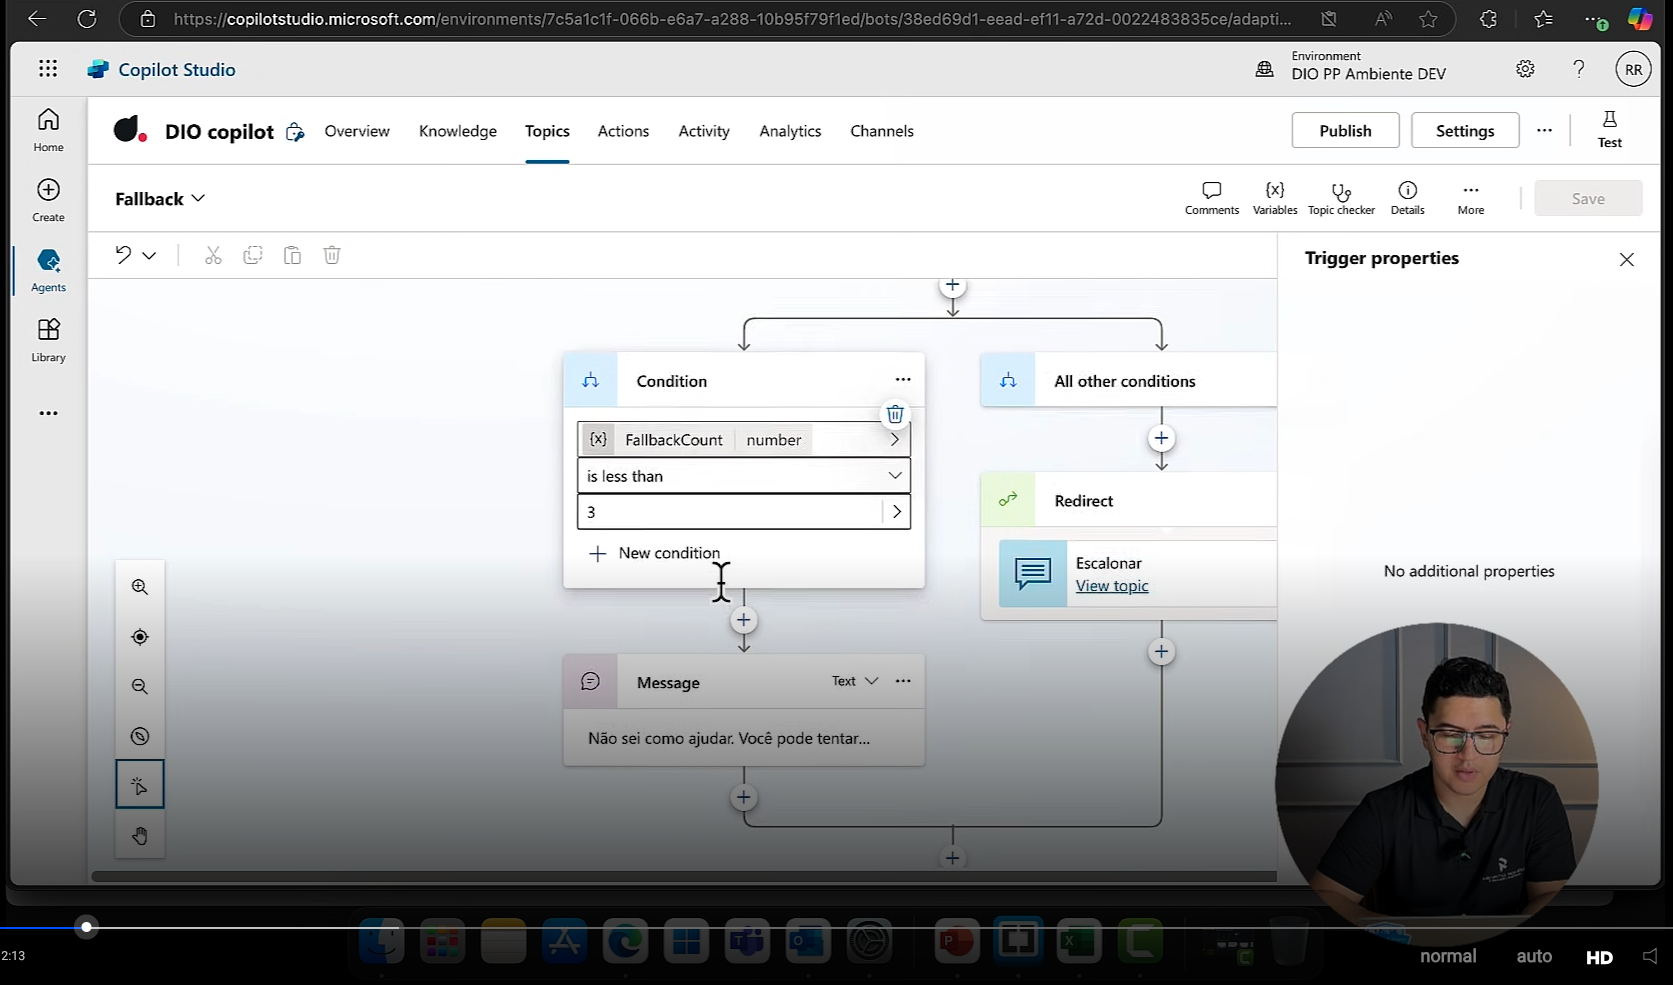 https://copilotstudio.microsoft.com/environments/7c5a1c1f-066b-e6a7-a288-10b95f79f1ed/bots/38ed69d1-eead-ef11-a72d-0022483835ce/adapti...
Copilot Studio
Environment
DIO PP Ambiente DEV
RR
Home
Create
Agents
Library
DIO copilot
Overview
Knowledge
Topics
Actions
Activity
Analytics
Channels
Publish
Settings
Test
Fallback
Comments
Variables
Topic checker
Details
More
Save
Trigger properties
No additional properties
Condition
{x} FallbackCount number
is less than
3
New condition
Message
Text
Não sei como ajudar. Você pode tentar...
All other conditions
Redirect
Escalonar
View topic
2:13
normal
auto
HD